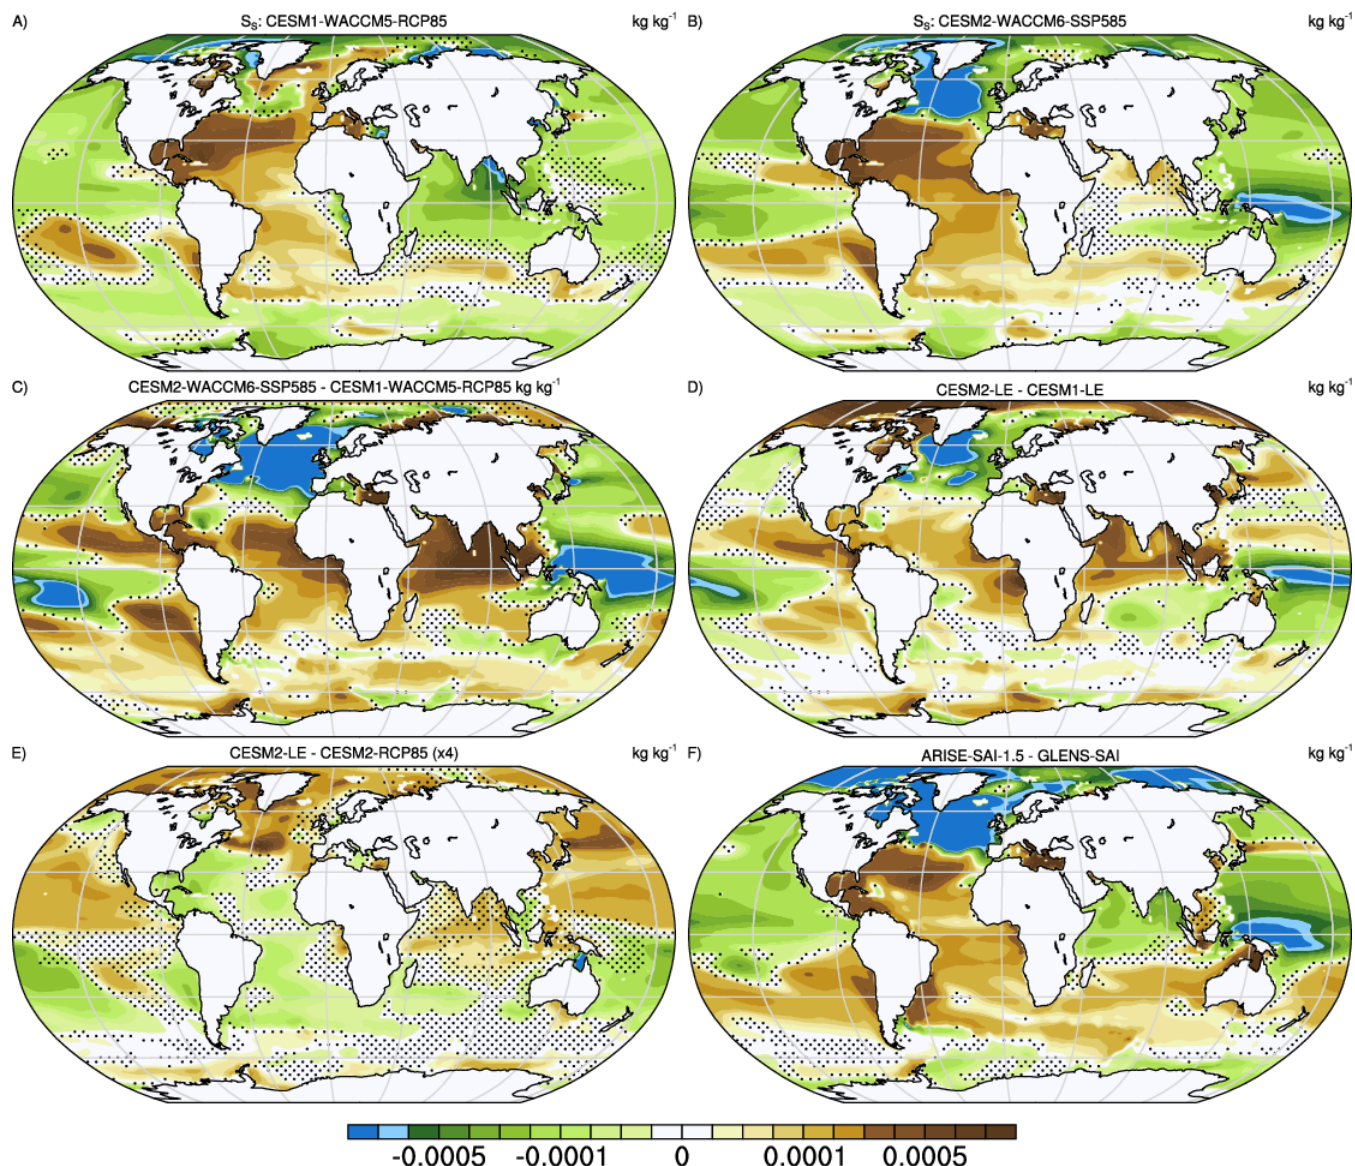 A) S_S: CESM1-WACCM5-RCP85 kg kg⁻¹
B) S_S: CESM2-WACCM6-SSP585 kg kg⁻¹
C) CESM2-WACCM6-SSP585 - CESM1-WACCM5-RCP85 kg kg⁻¹
D) CESM2-LE - CESM1-LE kg kg⁻¹
E) CESM2-LE - CESM2-RCP85 (x4) kg kg⁻¹
F) ARISE-SAI-1.5 - GLENS-SAI kg kg⁻¹
-0.0005 -0.0001 0 0.0001 0.0005